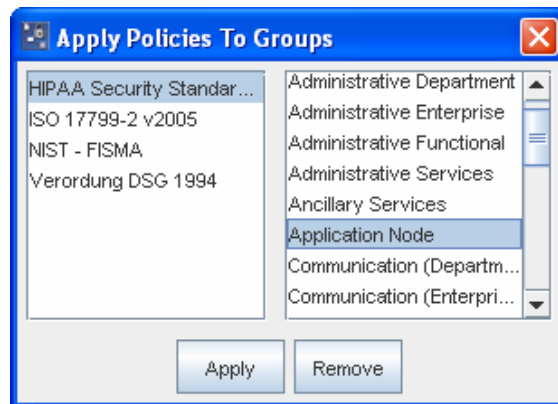 Apply Policies To Groups
HIPAA Security Standar...
ISO 17799-2 v2005
NIST - FISMA
Verordung DSG 1994
Administrative Department
Administrative Enterprise
Administrative Functional
Administrative Services
Ancillary Services
Application Node
Communication (Departm...
Communication (Enterpri...
Apply
Remove